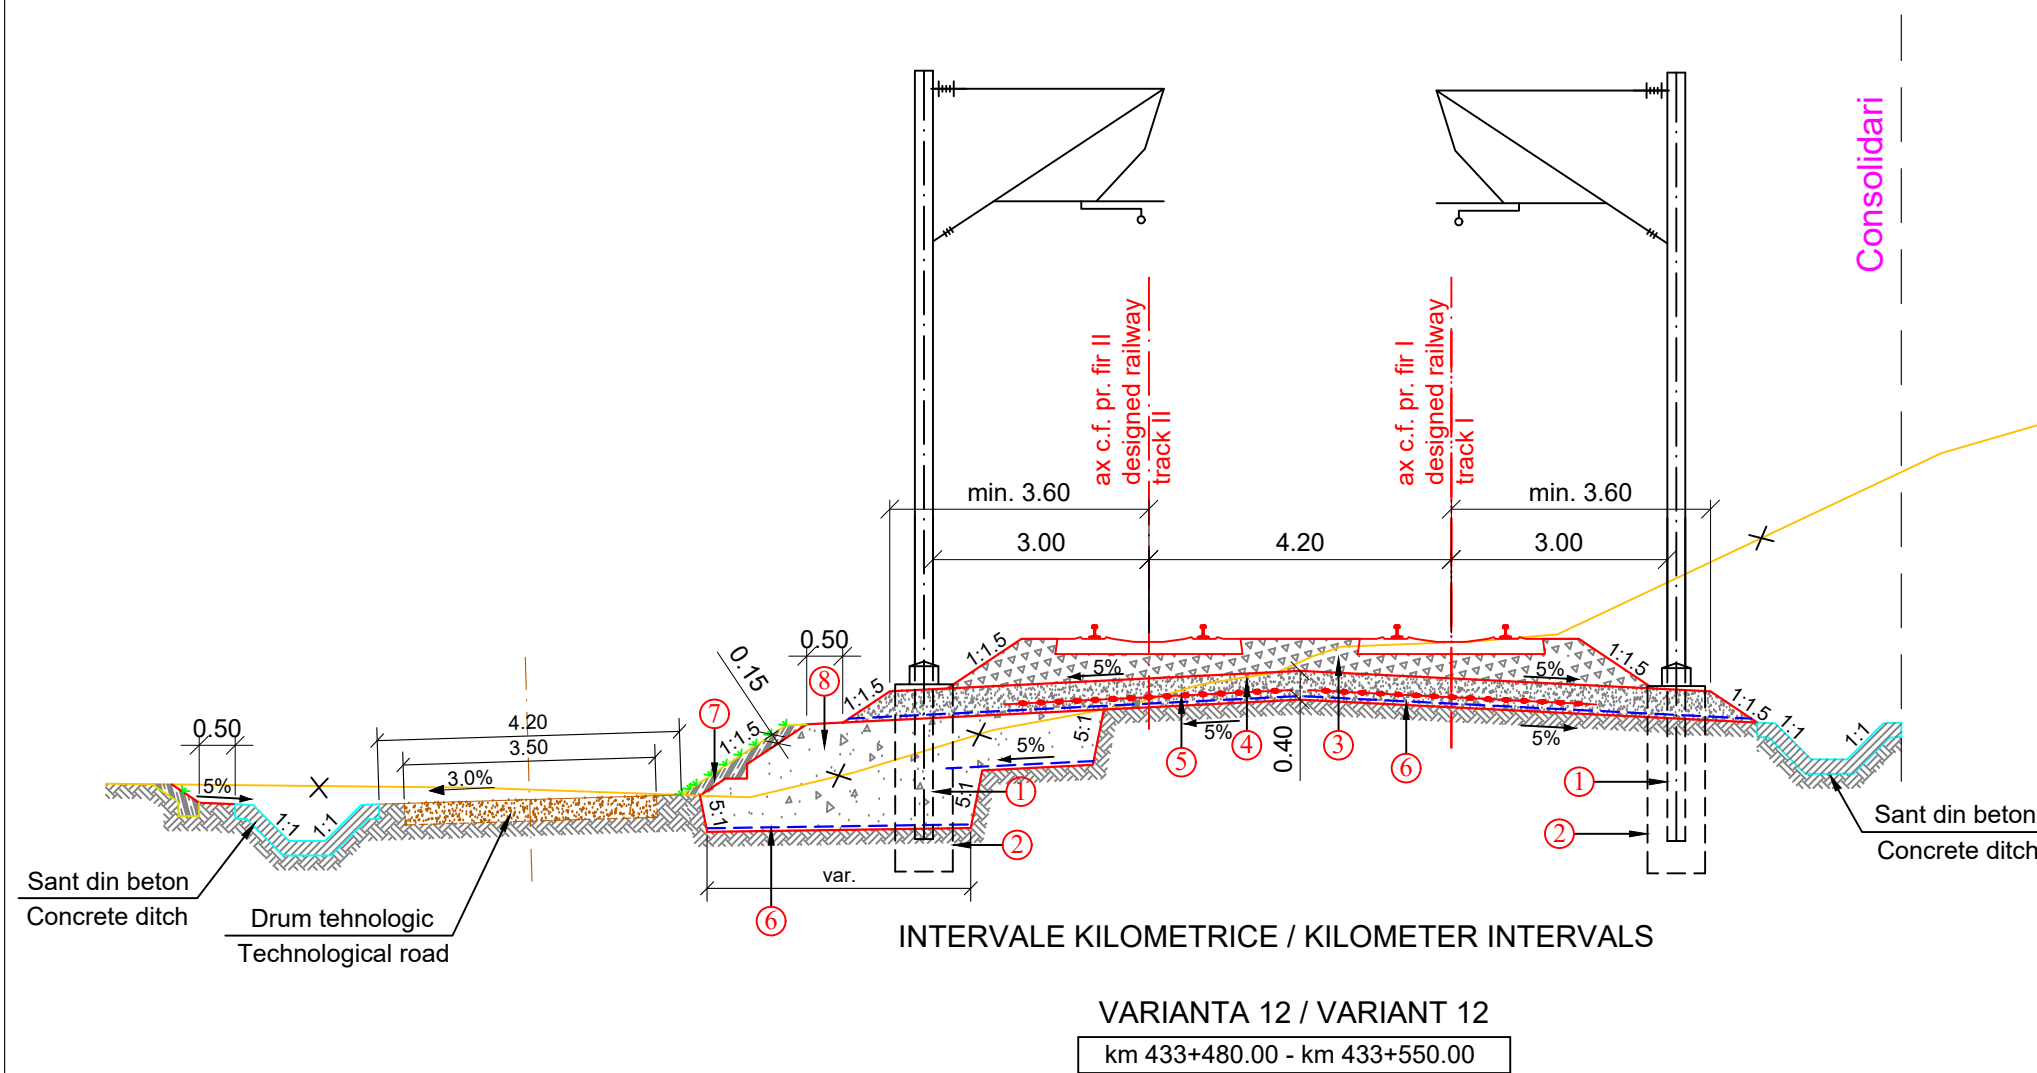 Consolidari
ax c.f. pr. fir II
designed railway
track II
ax c.f. pr. fir I
designed railway
track I
min. 3.60
min. 3.60
3.00
4.20
3.00
0.50
0.15
8
7
1:1.5
1:1.5
1:1.5
1:1.5
1:1.5
5%
5%
0.50
4.20
3.50
3.0%
5%
1:1
1:1
5:1
5:1
5:1
5%
5%
5%
5
4
0.40
3
6
1:1
1:1
1
1
2
2
var.
6
Sant din beton
Concrete ditch
Sant din beton
Concrete ditch
Drum tehnologic
Technological road
INTERVALE KILOMETRICE / KILOMETER INTERVALS
VARIANTA 12 / VARIANT 12
km 433+480.00 - km 433+550.00